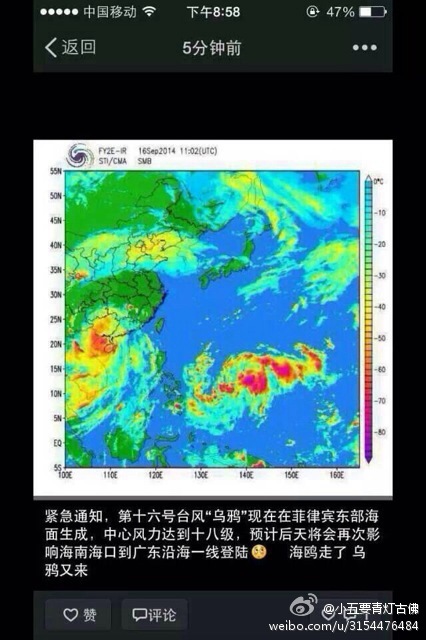 中国移动
下午8:58
47%
返回
5分钟前
FY2E-IR 16Sep2014 11:02(UTC)
STI/CMA SMB
55N
50N
45N
40N
35N
30N
25N
20N
15N
10N
5N
EQ
5S
100E 110E 120E 130E 140E 150E 160E
0°C
-10
-20
-30
-40
-50
-60
-70
-80
紧急通知，第十六号台风“乌鸦”现在在菲律宾东部海
面生成，中心风力达到十八级，预计后天将会再次影
响海南海口到广东沿海一线登陆 海鸥走了 乌
鸦又来
赞
评论
@小五要青灯古佛
weibo.com/u/3154476484